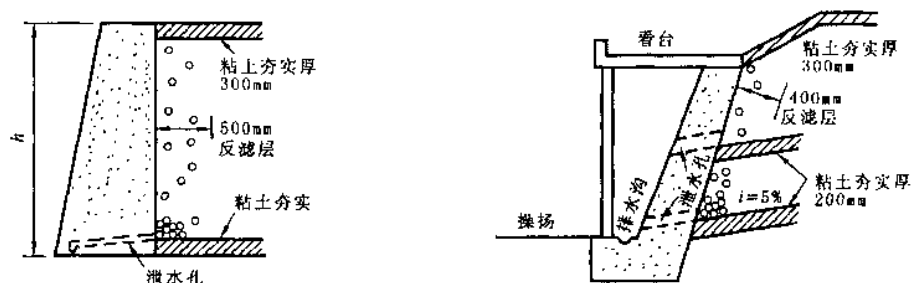 h
粘土夯实厚
300mm
500mm
反滤层
粘土夯实
泄水孔
看台
粘土夯实厚
300mm
400mm
反滤层
排水沟
泄水孔
i=5%
粘土夯实厚
200mm
操场